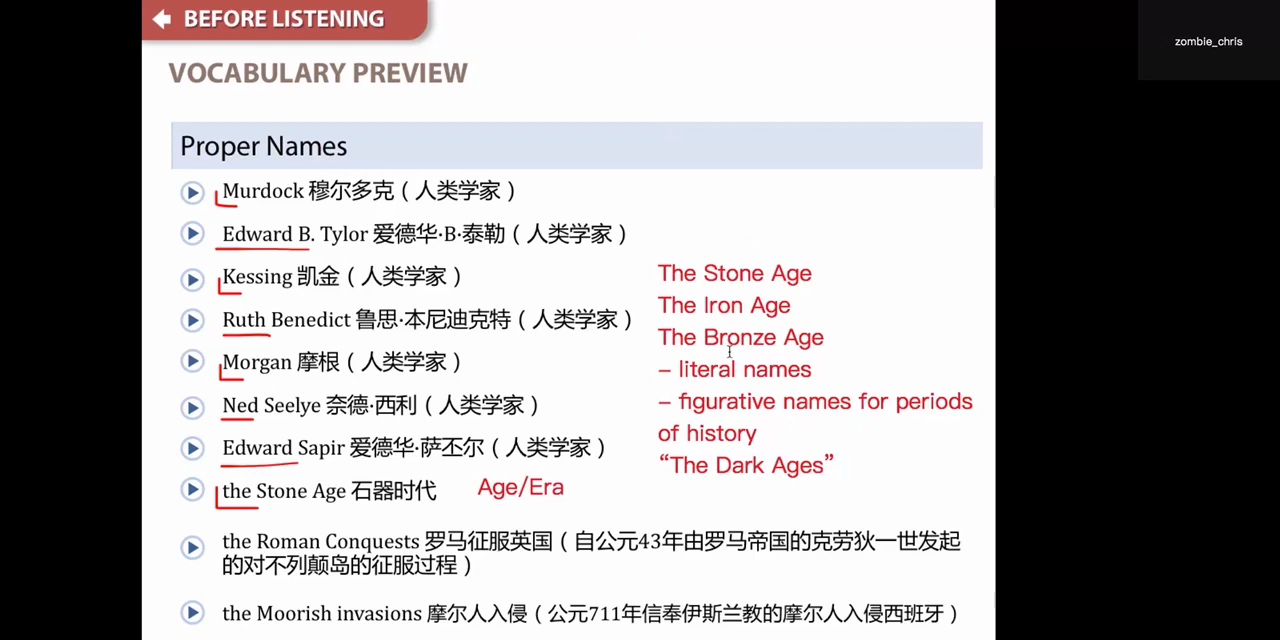 BEFORE LISTENING
zombie_chris
VOCABULARY PREVIEW
Proper Names
Murdock 穆尔多克（人类学家）
Edward B. Tylor 爱德华·B·泰勒（人类学家）
Kessing 凯金（人类学家）
Ruth Benedict 鲁思·本尼迪克特（人类学家）
Morgan 摩根（人类学家）
Ned Seelye 奈德·西利（人类学家）
Edward Sapir 爱德华·萨丕尔（人类学家）
the Stone Age 石器时代
Age/Era
The Stone Age
The Iron Age
The Bronze Age
– literal names
– figurative names for periods
of history
“The Dark Ages”
the Roman Conquests 罗马征服英国（自公元43年由罗马帝国的克劳狄一世发起
的对不列颠岛的征服过程）
the Moorish invasions 摩尔人入侵（公元711年信奉伊斯兰教的摩尔人入侵西班牙）